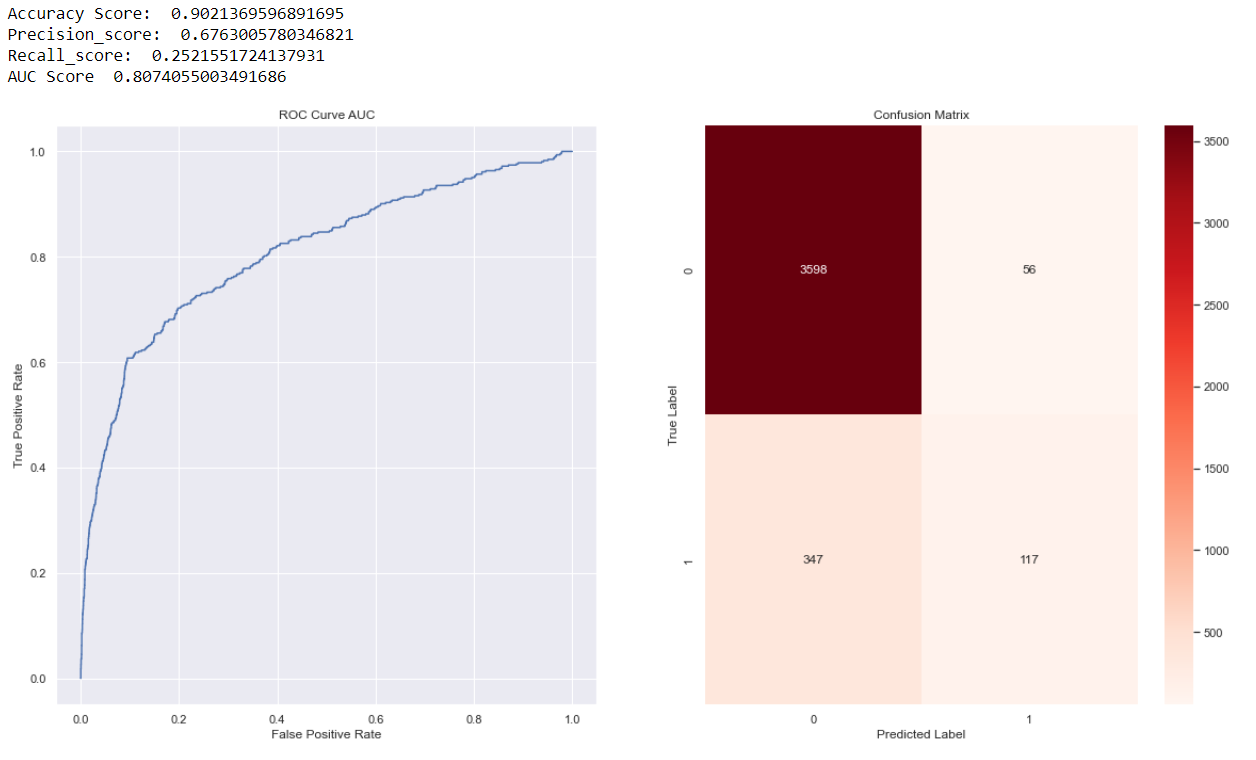 Accuracy Score:  0.9021369596891695
Precision_score:  0.6763005780346821
Recall_score:  0.2521551724137931
AUC Score  0.8074055003491686
ROC Curve AUC
1.0
0.8
0.6
0.4
0.2
0.0
True Positive Rate
0.0 0.2 0.4 0.6 0.8 1.0
False Positive Rate
Confusion Matrix
True Label
0 3598 56
1 347 117
0 1
Predicted Label
3500
3000
2500
2000
1500
1000
500